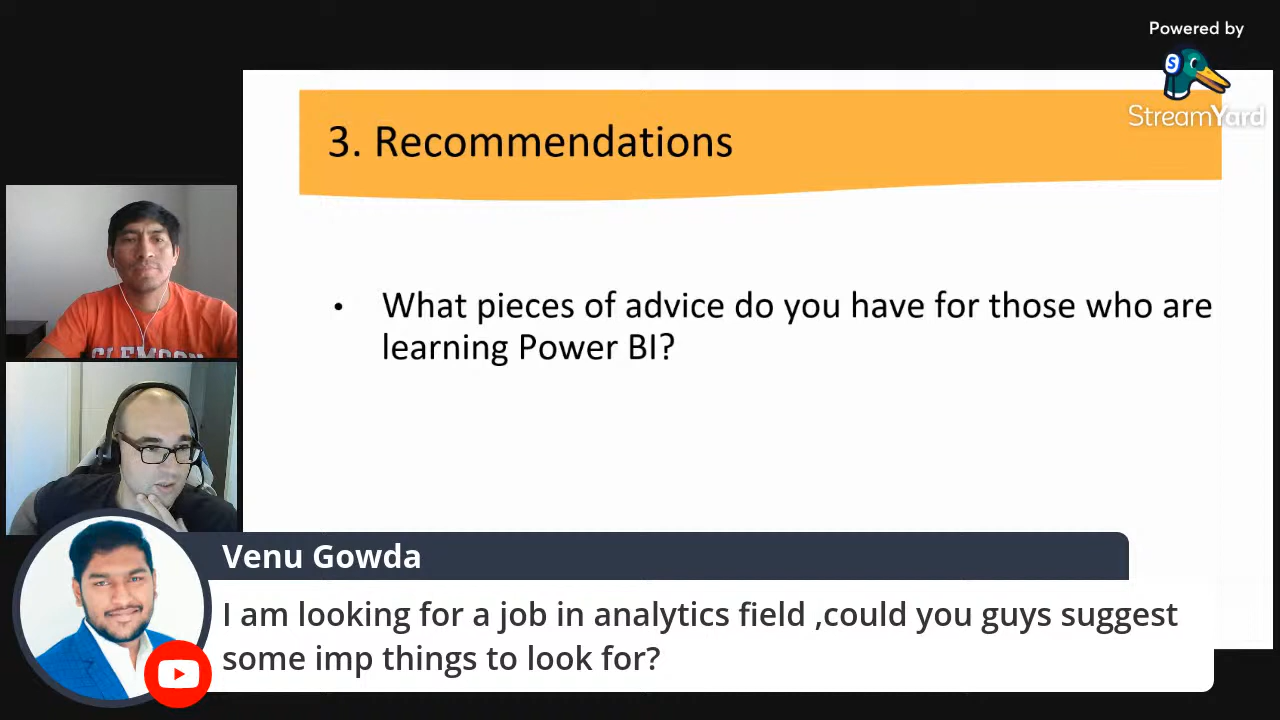 Powered by
S
StreamYard
3. Recommendations
• What pieces of advice do you have for those who are
learning Power BI?
CLEMSON
Venu Gowda
I am looking for a job in analytics field ,could you guys suggest
some imp things to look for?